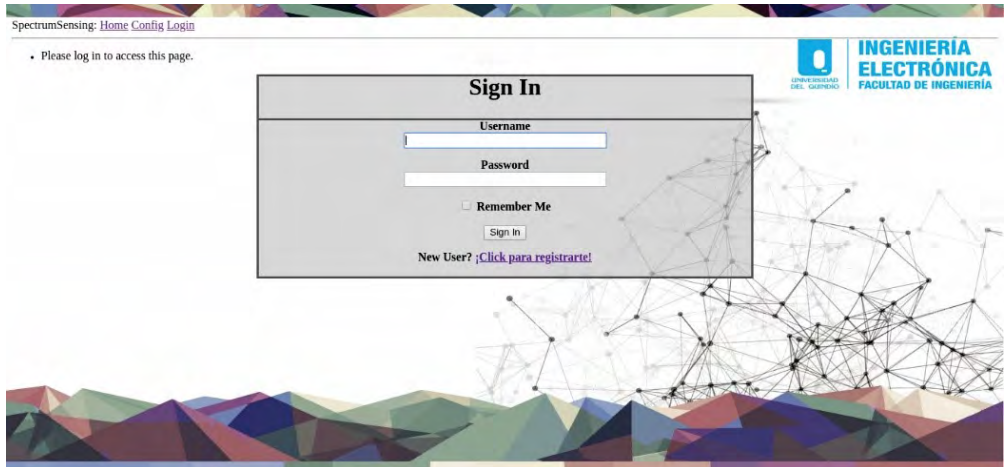 SpectrumSensing: Home Config Login
Please log in to access this page.
UNIVERSIDAD
DEL QUINDIO
INGENIERÍA
ELECTRÓNICA
FACULTAD DE INGENIERÍA
Sign In
Username
Password
Remember Me
Sign In
New User? ¡Click para registrarte!